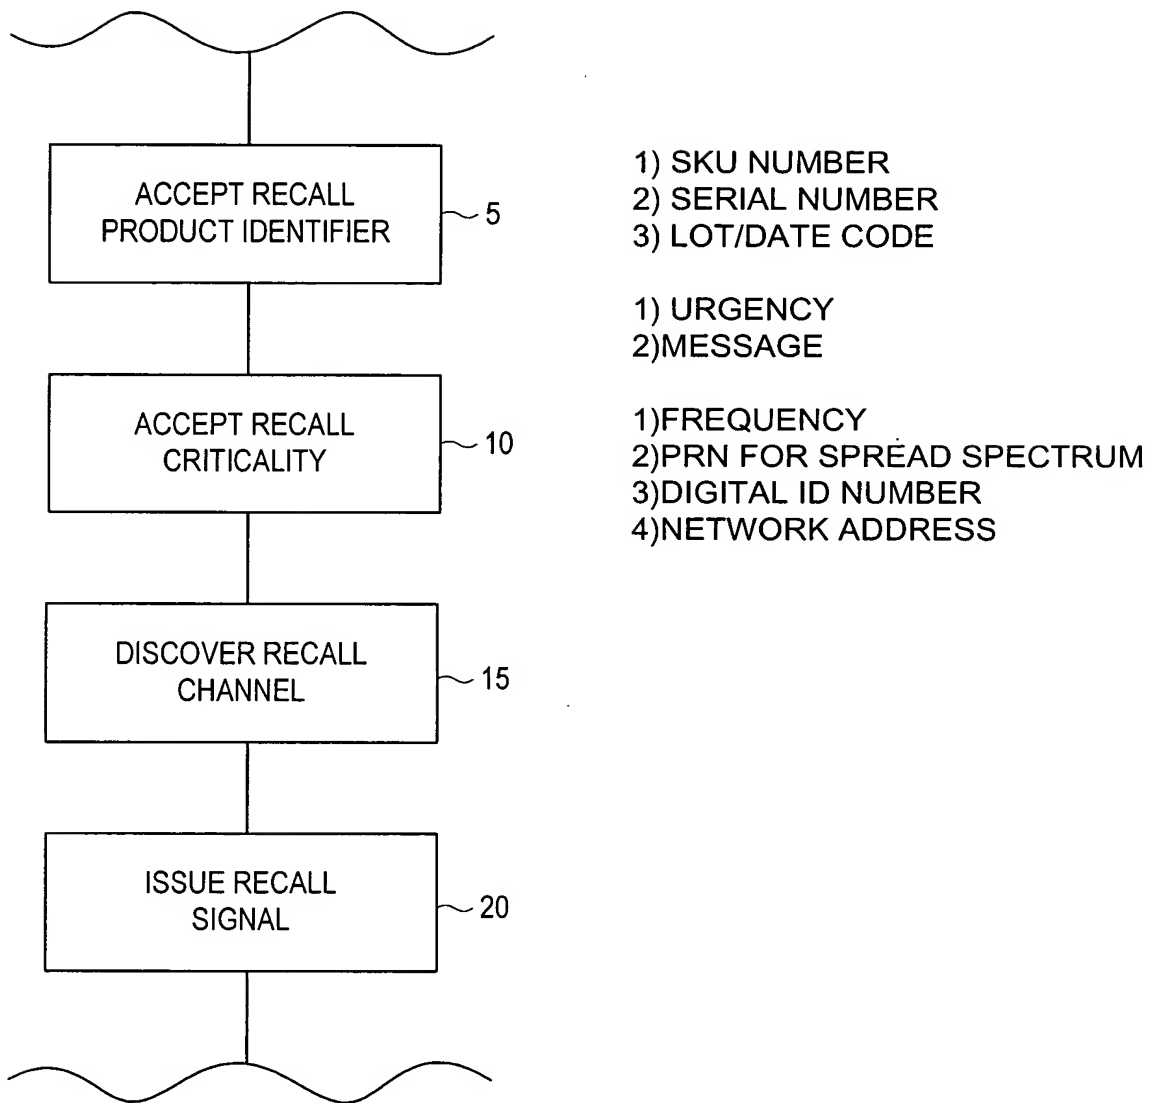 ACCEPT RECALL
PRODUCT IDENTIFIER
5
ACCEPT RECALL
CRITICALITY
10
DISCOVER RECALL
CHANNEL
15
ISSUE RECALL
SIGNAL
20
1) SKU NUMBER
2) SERIAL NUMBER
3) LOT/DATE CODE
1) URGENCY
2)MESSAGE
1)FREQUENCY
2)PRN FOR SPREAD SPECTRUM
3)DIGITAL ID NUMBER
4)NETWORK ADDRESS